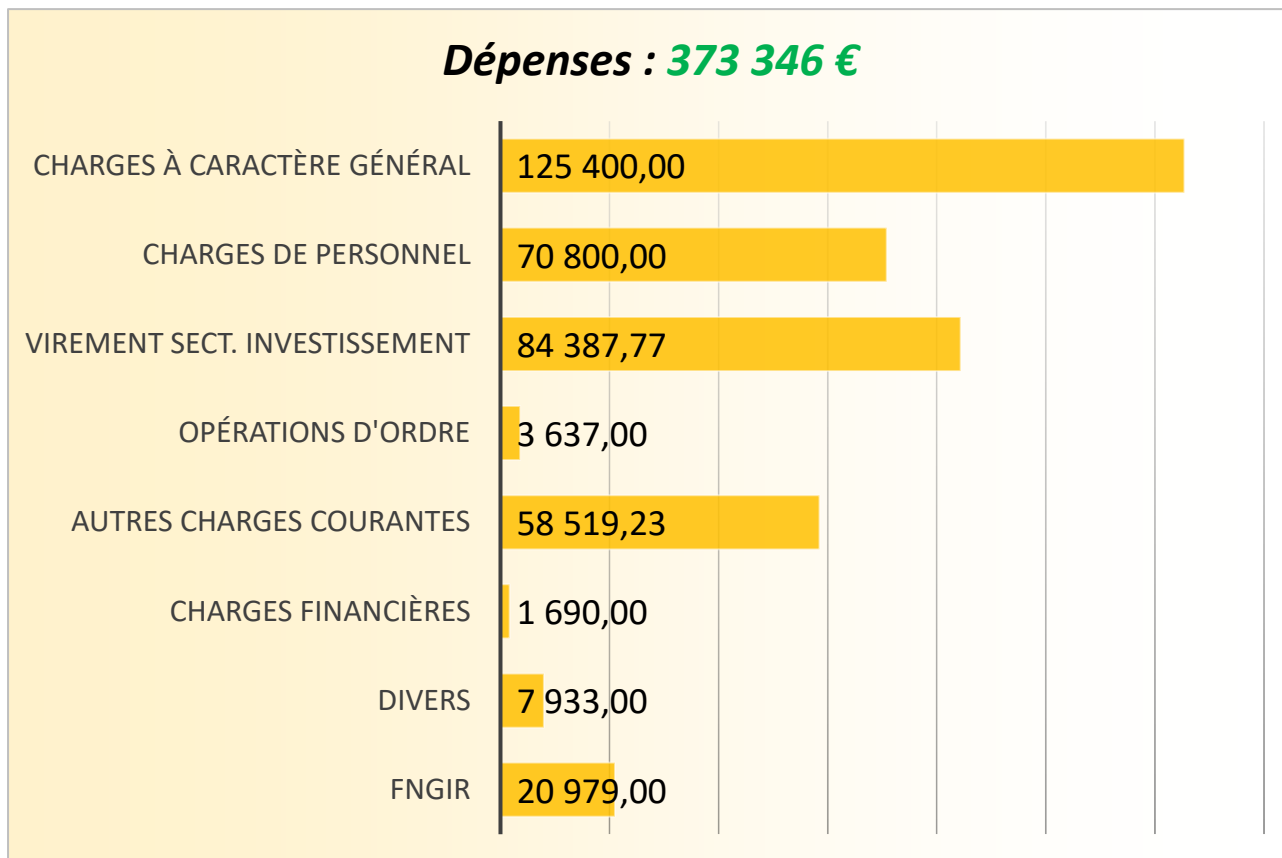 Dépenses : 373 346 €
CHARGES À CARACTÈRE GÉNÉRAL 125 400,00
CHARGES DE PERSONNEL 70 800,00
VIREMENT SECT. INVESTISSEMENT 84 387,77
OPÉRATIONS D'ORDRE 3 637,00
AUTRES CHARGES COURANTES 58 519,23
CHARGES FINANCIÈRES 1 690,00
DIVERS 7 933,00
FNGIR 20 979,00